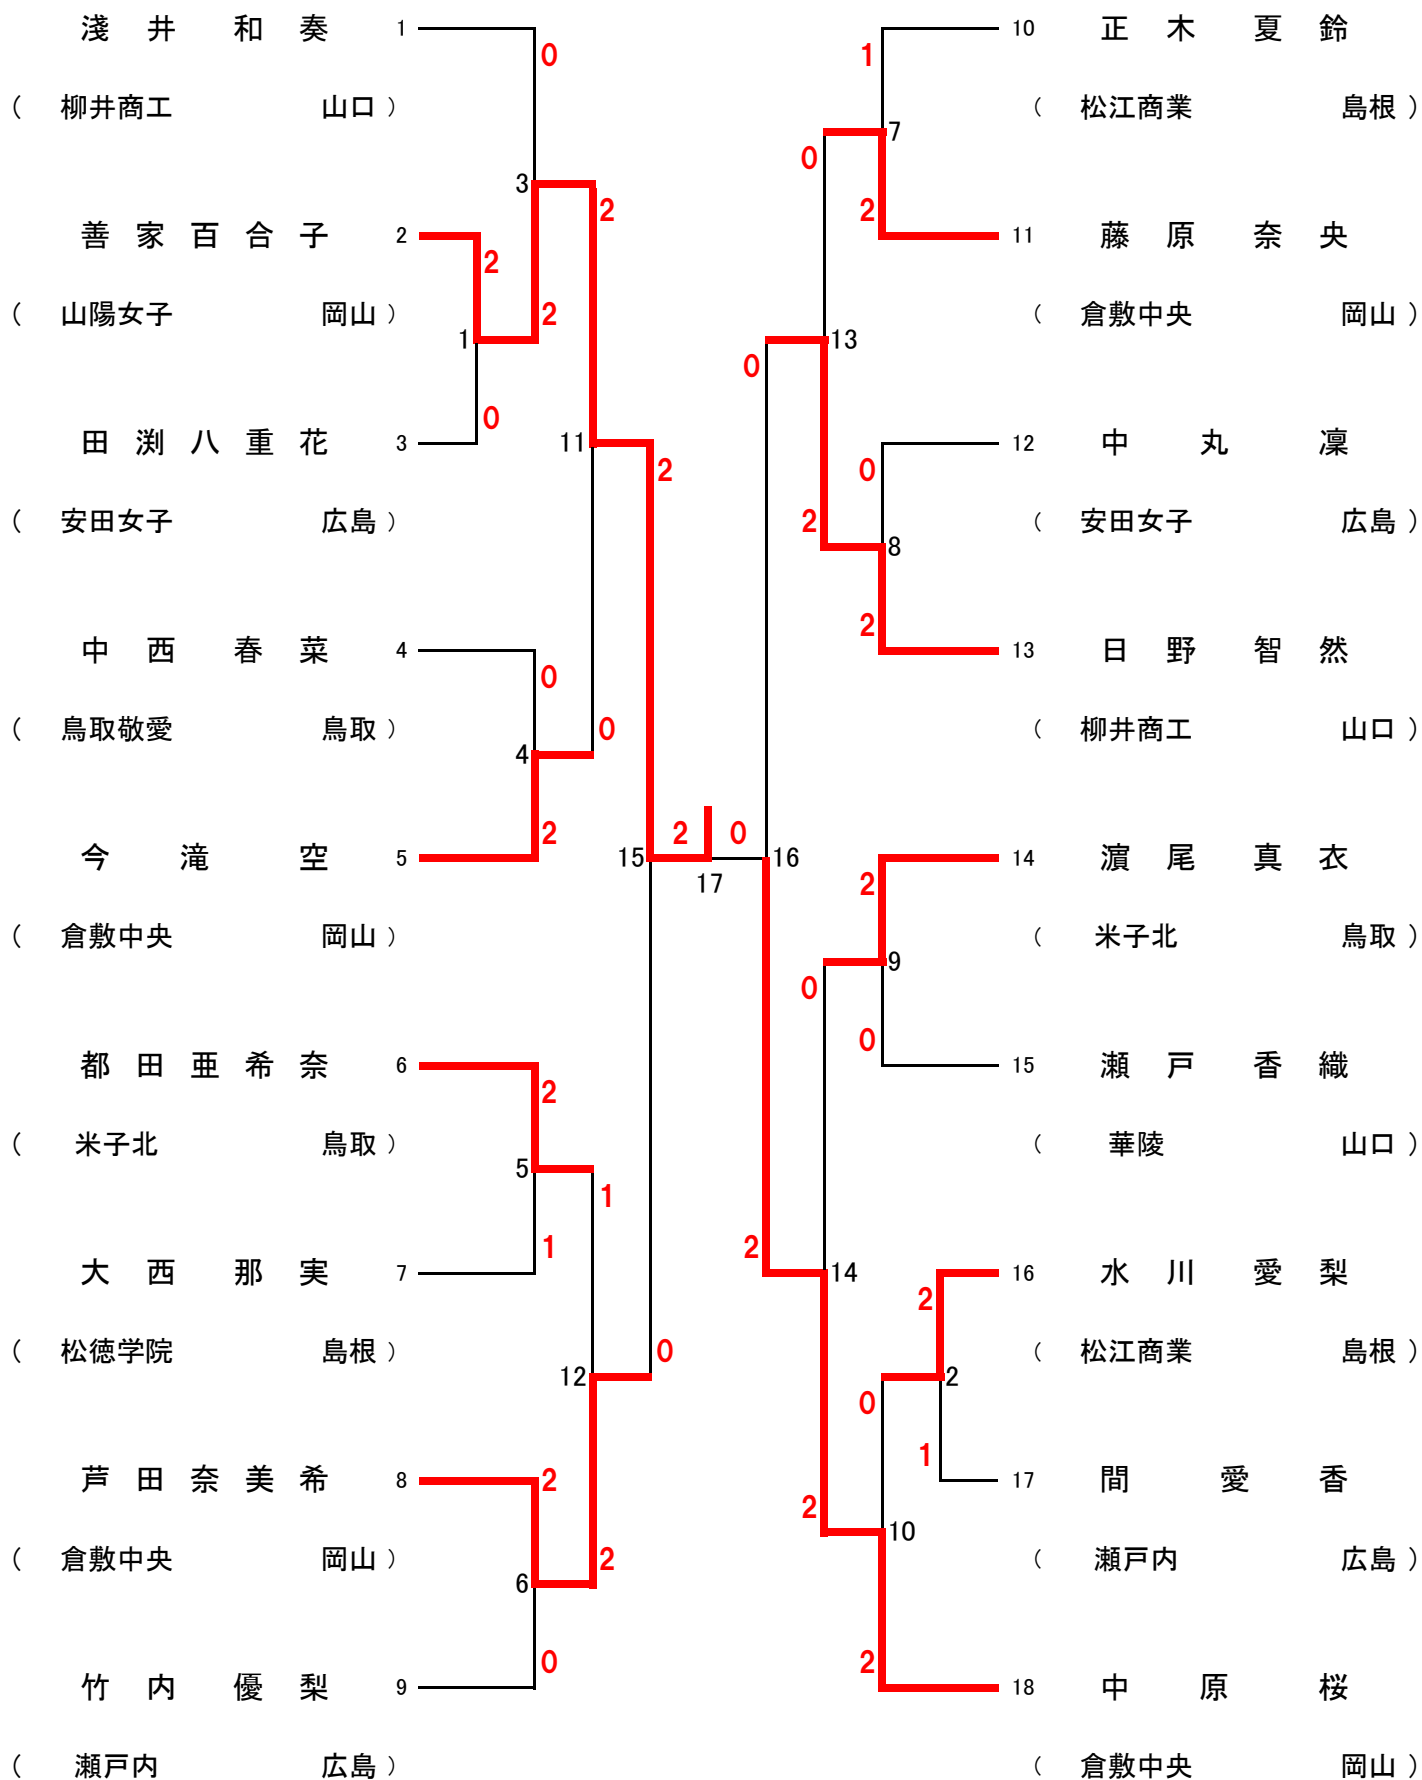 淺井 和奏 1
0
( 柳井商工 山口 )
3
2
善家百合子 2
2
( 山陽女子 岡山 )
2
1
0
田渕八重花 3
11
2
( 安田女子 広島 )
中西 春菜 4
0
( 鳥取敬愛 鳥取 )
0
4
2
今滝空 5
15
( 倉敷中央 岡山 )
都田亜希奈 6
2
( 米子北 鳥取 )
5
1
1
大西 那実 7
( 松徳学院 島根 )
0
12
芦田奈美希 8
2
( 倉敷中央 岡山 )
2
6
0
竹内 優梨 9
( 瀬戸内 広島 )
2 0
17
10 正木 夏鈴
1
( 松江商業 島根 )
7
0
2
11 藤原 奈央
( 倉敷中央 岡山 )
13
0
12 中丸凜
0
( 安田女子 広島 )
2
8
2
13 日野 智然
( 柳井商工 山口 )
16
14 濵尾 真衣
2
( 米子北 鳥取 )
9
0
0
15 瀬戸 香織
( 華陵 山口 )
2
14
16 水川 愛梨
2
( 松江商業 島根 )
2
0
1
17 間愛香
2
10
( 瀬戸内 広島 )
2
18 中原桜
( 倉敷中央 岡山 )